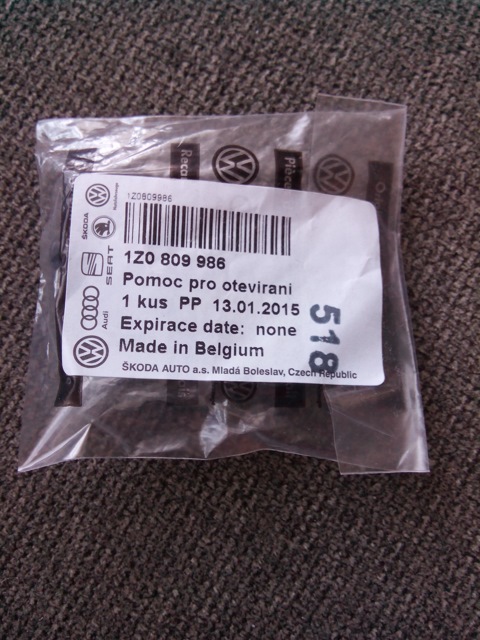 1Z0809986
1Z0 809 986
Pomoc pro otevirani
1 kus PP 13.01.2015
Expirace date: none
Made in Belgium
ŠKODA AUTO a.s. Mladá Boleslav, Czech Republic
518
ŠKODA
SEAT
Audi